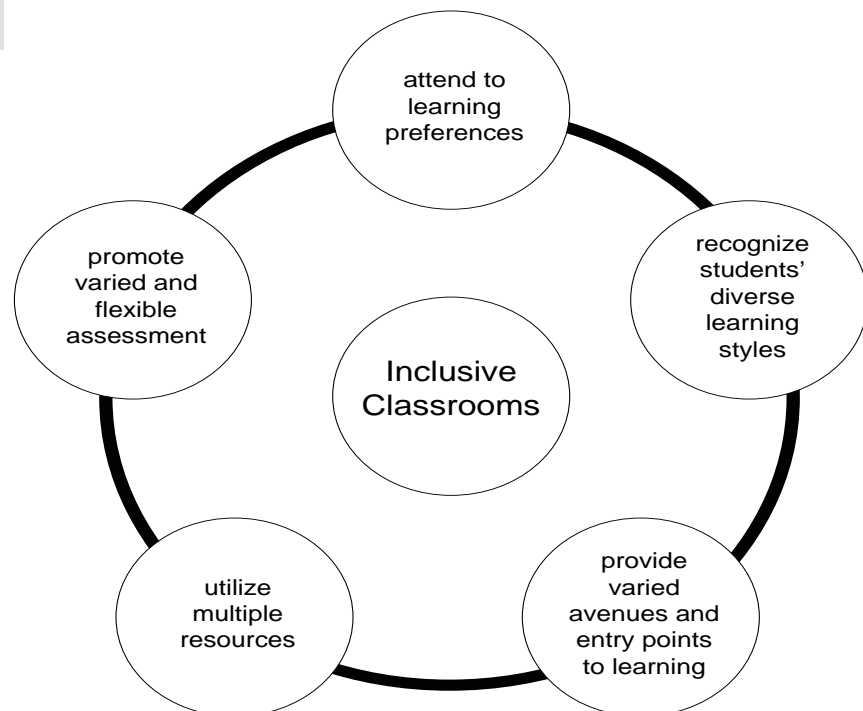 attend to
learning
preferences
recognize
students’
diverse
learning
styles
provide
varied
avenues and
entry points
to learning
utilize
multiple
resources
promote
varied and
flexible
assessment
Inclusive
Classrooms